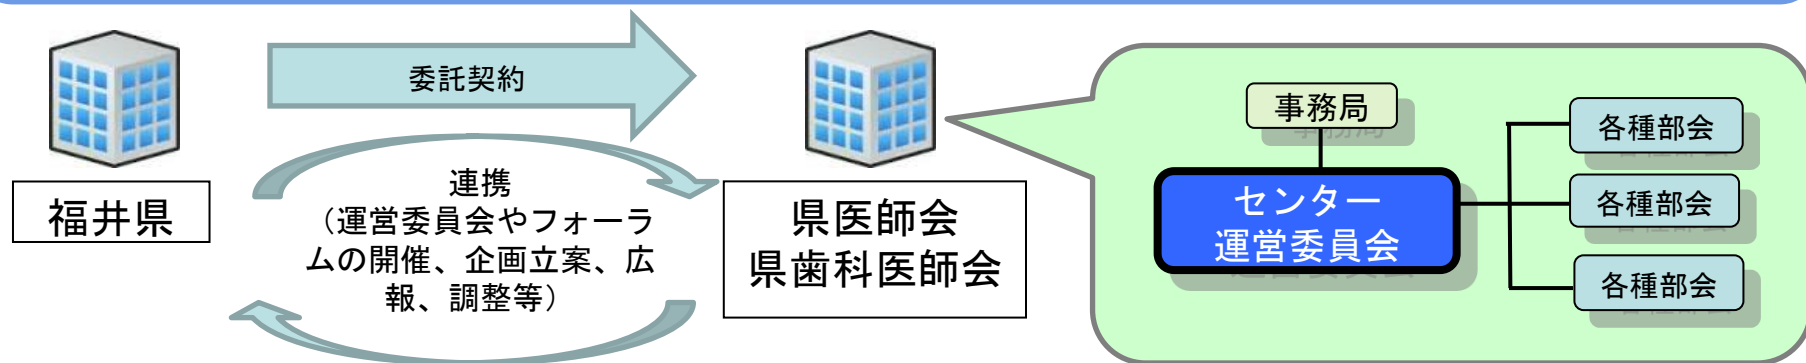 委託契約
福井県
連携
（運営委員会やフォーラ
ムの開催、企画立案、広
報、調整等）
県医師会
県歯科医師会
事務局
センター
運営委員会
各種部会
各種部会
各種部会